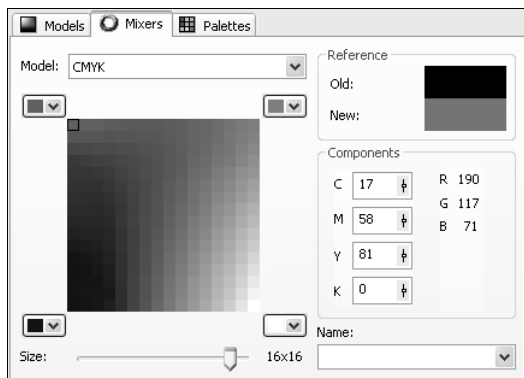 Models Mixers Palettes
Model: CMYK
Reference
Old:
New:
Components
C 17 R 190
M 58 G 117
B 71
Y 81
K 0
Name:
Size: 16x16